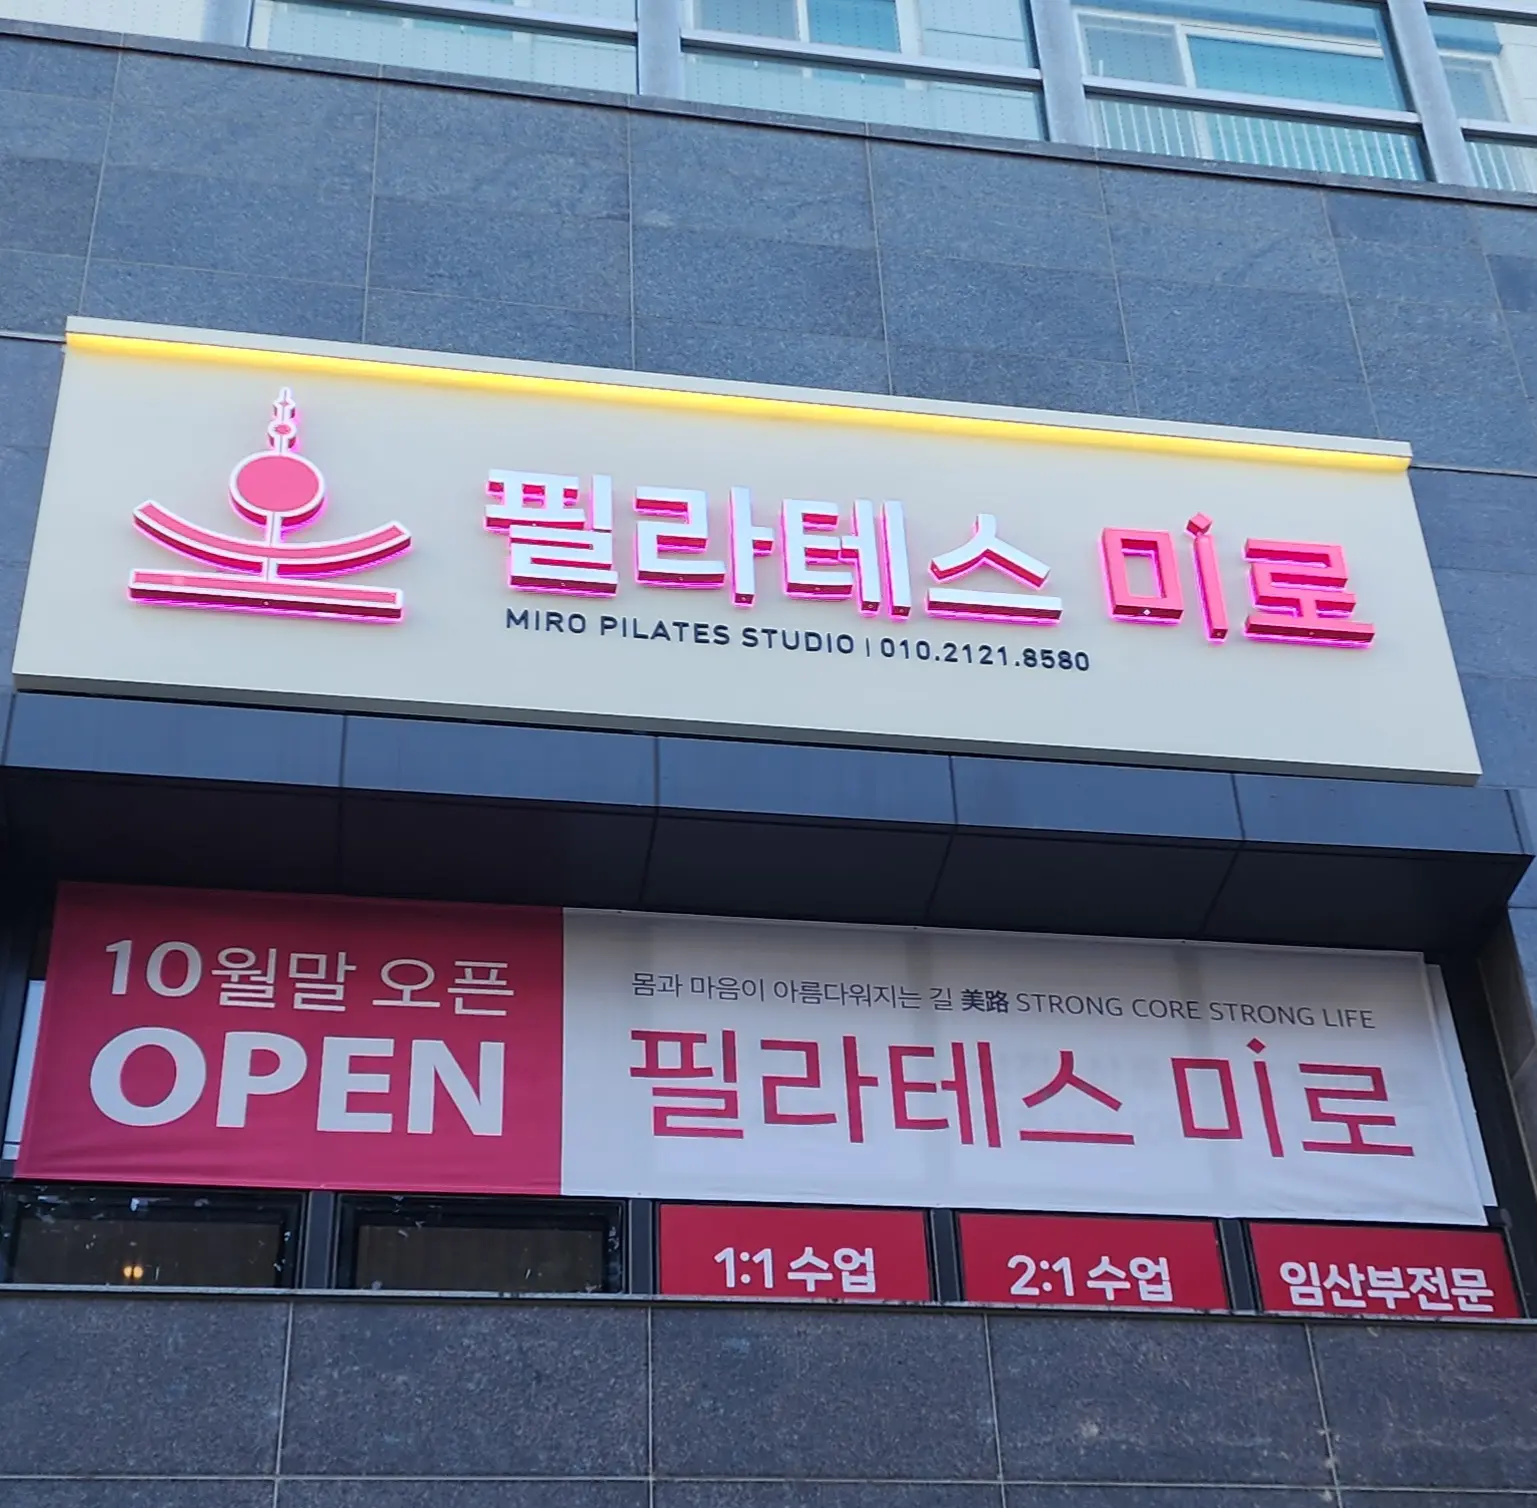 필라테스 미로
MIRO PILATES STUDIO | 010.2121.8580
10월말 오픈
OPEN
몸과 마음이 아름다워지는 길 美路 STRONG CORE STRONG LIFE
필라테스 미로
1:1 수업
2:1 수업
임산부전문